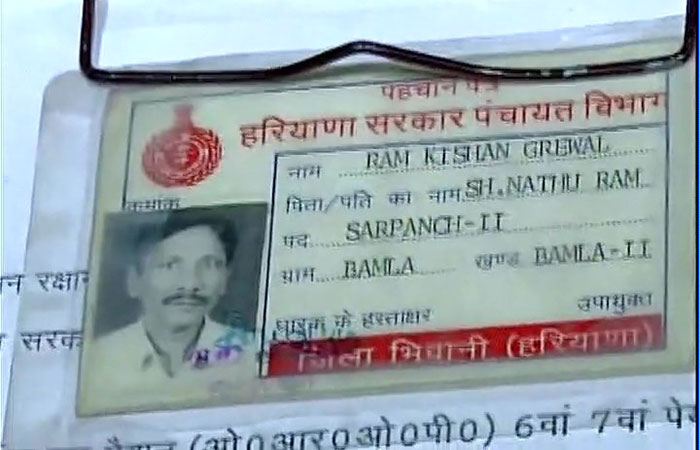 पहचान पत्र
हरियाणा सरकार पंचायत विभाग
नाम RAM KISHAN GREWAL
क्रमांक
पिता/पति का नाम SH.NATHU RAM
पद SARPANCH-II
ग्राम BAMLA खण्ड BAMLA-II
धारक के हस्ताक्षर उपायुक्त
जिला भिवानी (हरियाणा)
न रक्षा
सरक
(ओ0आर0ओ0पी0) 6वां 7वां